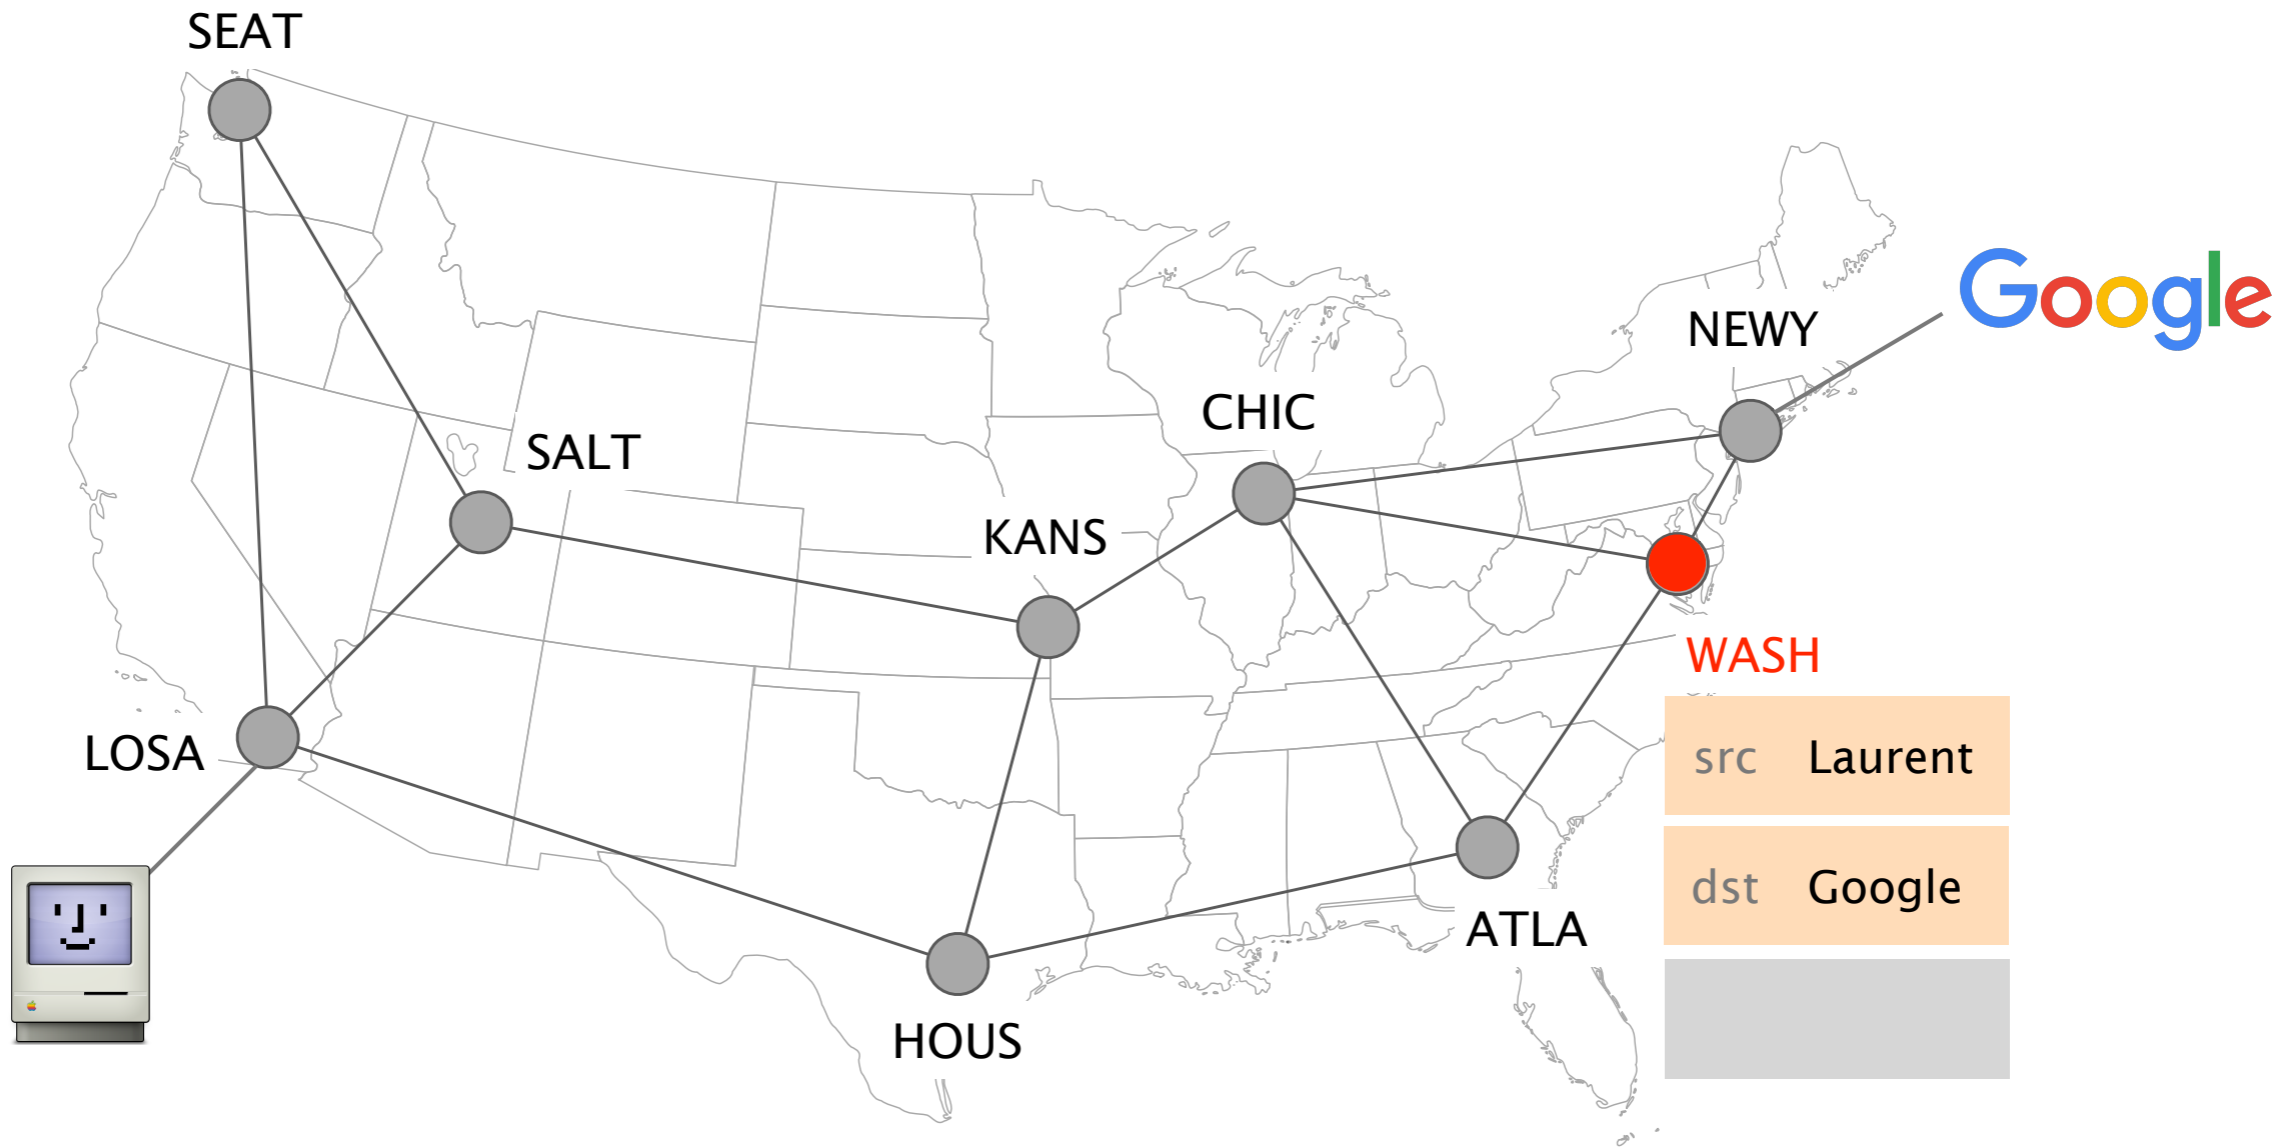 SEAT
Google
NEWY
CHIC
SALT
KANS
WASH
LOSA
src Laurent
dst Google
ATLA
HOUS